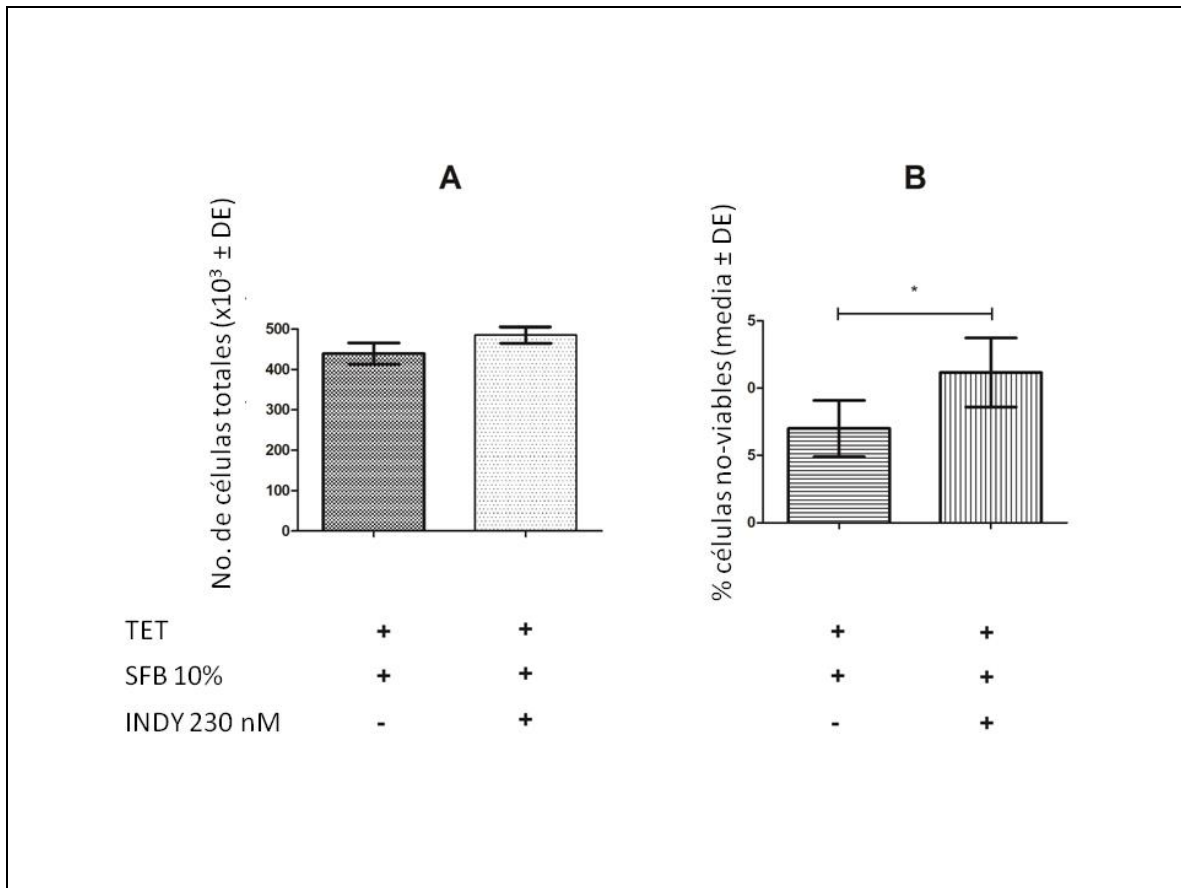 A
No. de células totales (x10³ ± DE)
500
400
300
200
100
0
B
% células no-viables (media ± DE)
*
5
0
5
0
TET + + + +
SFB 10% + + + +
INDY 230 nM - + - +